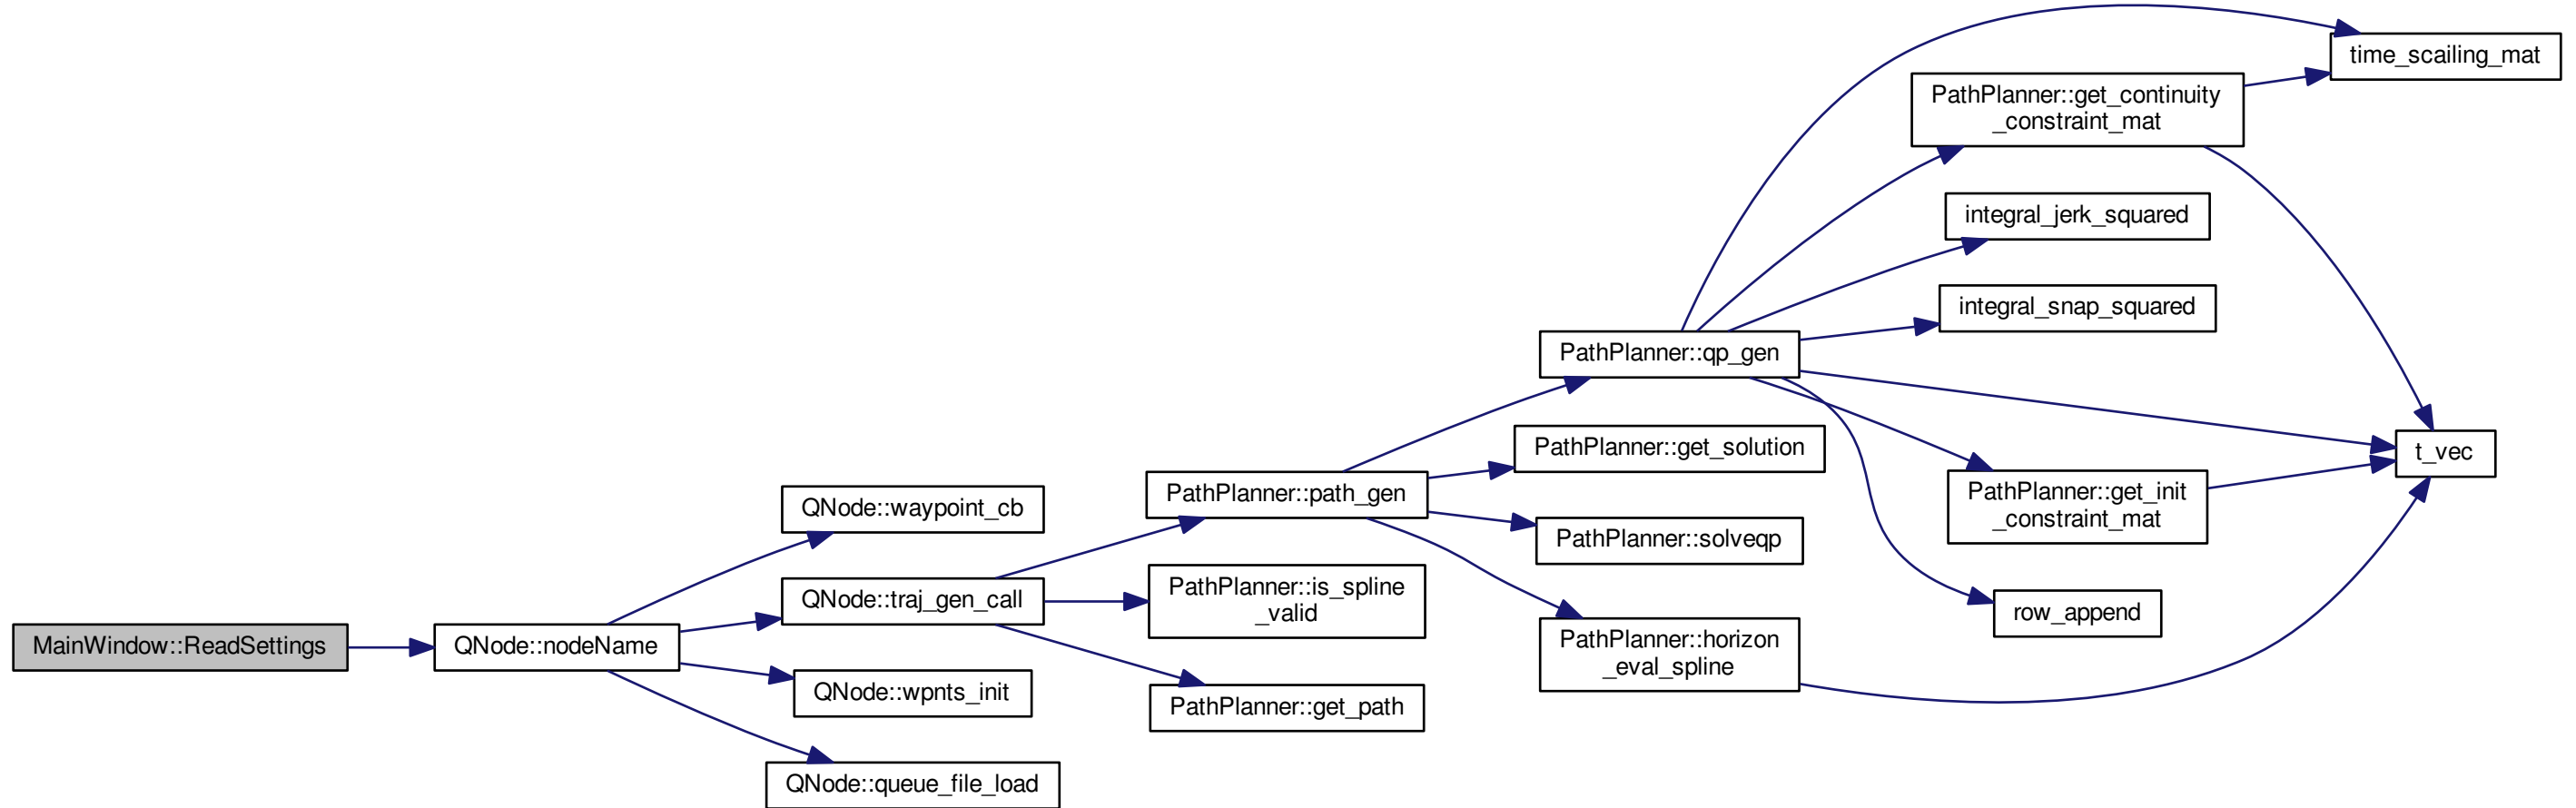 MainWindow::ReadSettings
QNode::nodeName
QNode::waypoint_cb
QNode::traj_gen_call
QNode::wpnts_init
QNode::queue_file_load
PathPlanner::path_gen
PathPlanner::is_spline
_valid
PathPlanner::get_path
PathPlanner::qp_gen
PathPlanner::get_solution
PathPlanner::solveqp
PathPlanner::horizon
_eval_spline
PathPlanner::get_continuity
_constraint_mat
integral_jerk_squared
integral_snap_squared
PathPlanner::get_init
_constraint_mat
row_append
time_scailing_mat
t_vec